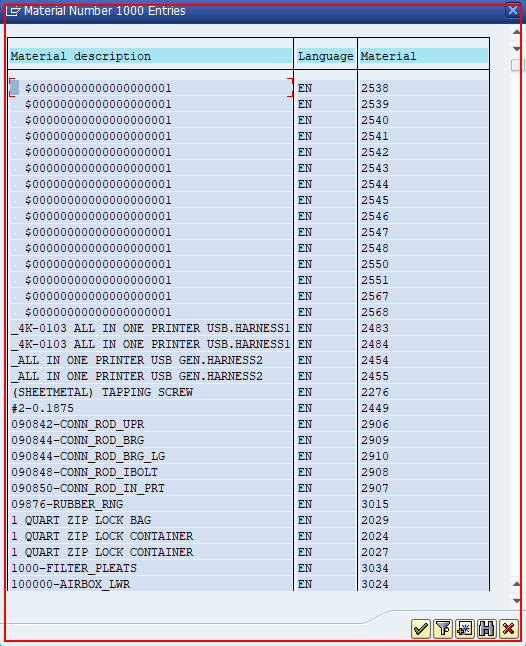 Material Number 1000 Entries
Material description Language Material
$00000000000000000001 EN 2538
$00000000000000000001 EN 2539
$00000000000000000001 EN 2540
$00000000000000000001 EN 2541
$00000000000000000001 EN 2542
$00000000000000000001 EN 2543
$00000000000000000001 EN 2544
$00000000000000000001 EN 2545
$00000000000000000001 EN 2546
$00000000000000000001 EN 2547
$00000000000000000001 EN 2548
$00000000000000000001 EN 2550
$00000000000000000001 EN 2551
$00000000000000000001 EN 2567
$00000000000000000001 EN 2568
_4K-0103 ALL IN ONE PRINTER USB.HARNESS1 EN 2483
_4K-0103 ALL IN ONE PRINTER USB.HARNESS1 EN 2484
_ALL IN ONE PRINTER USB GEN.HARNESS2 EN 2454
_ALL IN ONE PRINTER USB GEN.HARNESS2 EN 2455
(SHEETMETAL) TAPPING SCREW EN 2276
#2-0.1875 EN 2449
090842-CONN_ROD_UPR EN 2906
090844-CONN_ROD_BRG EN 2909
090844-CONN_ROD_BRG_LG EN 2910
090848-CONN_ROD_IBOLT EN 2908
090850-CONN_ROD_IN_PRT EN 2907
09876-RUBBER_RNG EN 3015
1 QUART ZIP LOCK BAG EN 2029
1 QUART ZIP LOCK CONTAINER EN 2024
1 QUART ZIP LOCK CONTAINER EN 2027
1000-FILTER_PLEATS EN 3034
100000-AIRBOX_LWR EN 3024